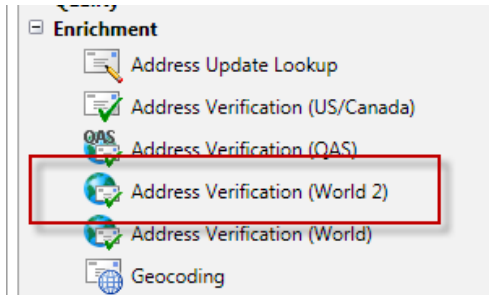 Quality
Enrichment
Address Update Lookup
Address Verification (US/Canada)
QAS
Address Verification (QAS)
Address Verification (World 2)
Address Verification (World)
Geocoding